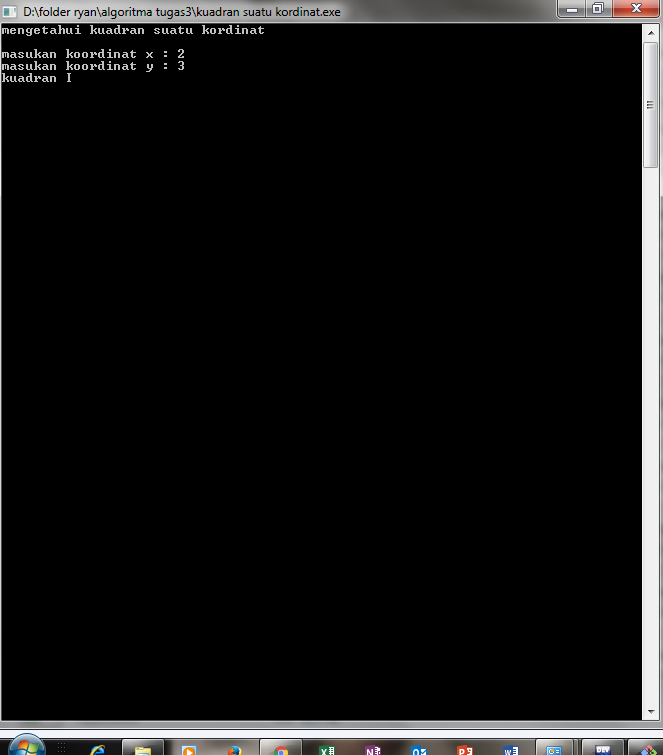 D:\folder ryan\algoritma tugas3\kuadran suatu kordinat.exe
mengetahui kuadran suatu kordinat
masukan koordinat x : 2
masukan koordinat y : 3
kuadran I